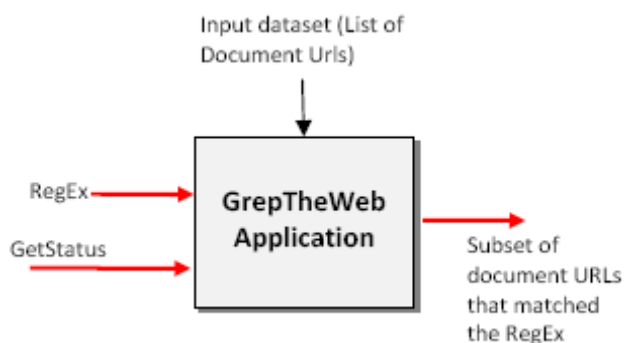 Input dataset (List of
Document Urls)
RegEx
GetStatus
GrepTheWeb
Application
Subset of
document URLs
that matched
the RegEx